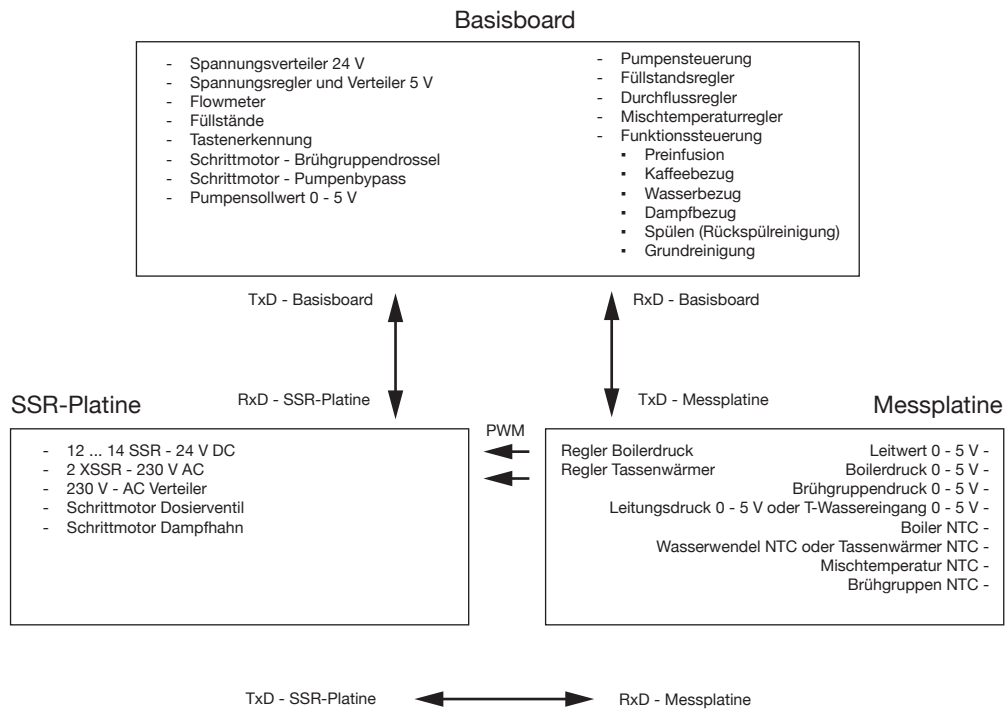 Basisboard
- Spannungsverteiler 24 V
- Spannungsregler und Verteiler 5 V
- Flowmeter
- Füllstände
- Tastenerkennung
- Schrittmotor - Brühgruppendrossel
- Schrittmotor - Pumpenbypass
- Pumpensollwert 0 - 5 V
- Pumpensteuerung
- Füllstandsregler
- Durchflussregler
- Mischtemperaturregler
- Funktionssteuerung
▪ Preinfusion
▪ Kaffeebezug
▪ Wasserbezug
▪ Dampfbezug
▪ Spülen (Rückspülreinigung)
▪ Grundreinigung
TxD - Basisboard
RxD - Basisboard
RxD - SSR-Platine
TxD - Messplatine
SSR-Platine
- 12 ... 14 SSR - 24 V DC
- 2 XSSR - 230 V AC
- 230 V - AC Verteiler
- Schrittmotor Dosierventil
- Schrittmotor Dampfhahn
PWM
Messplatine
Regler Boilerdruck
Regler Tassenwärmer
Leitwert 0 - 5 V -
Boilerdruck 0 - 5 V -
Brühgruppendruck 0 - 5 V -
Leitungsdruck 0 - 5 V oder T-Wassereingang 0 - 5 V -
Boiler NTC -
Wasserwendel NTC oder Tassenwärmer NTC -
Mischtemperatur NTC -
Brühgruppen NTC -
TxD - SSR-Platine
RxD - Messplatine